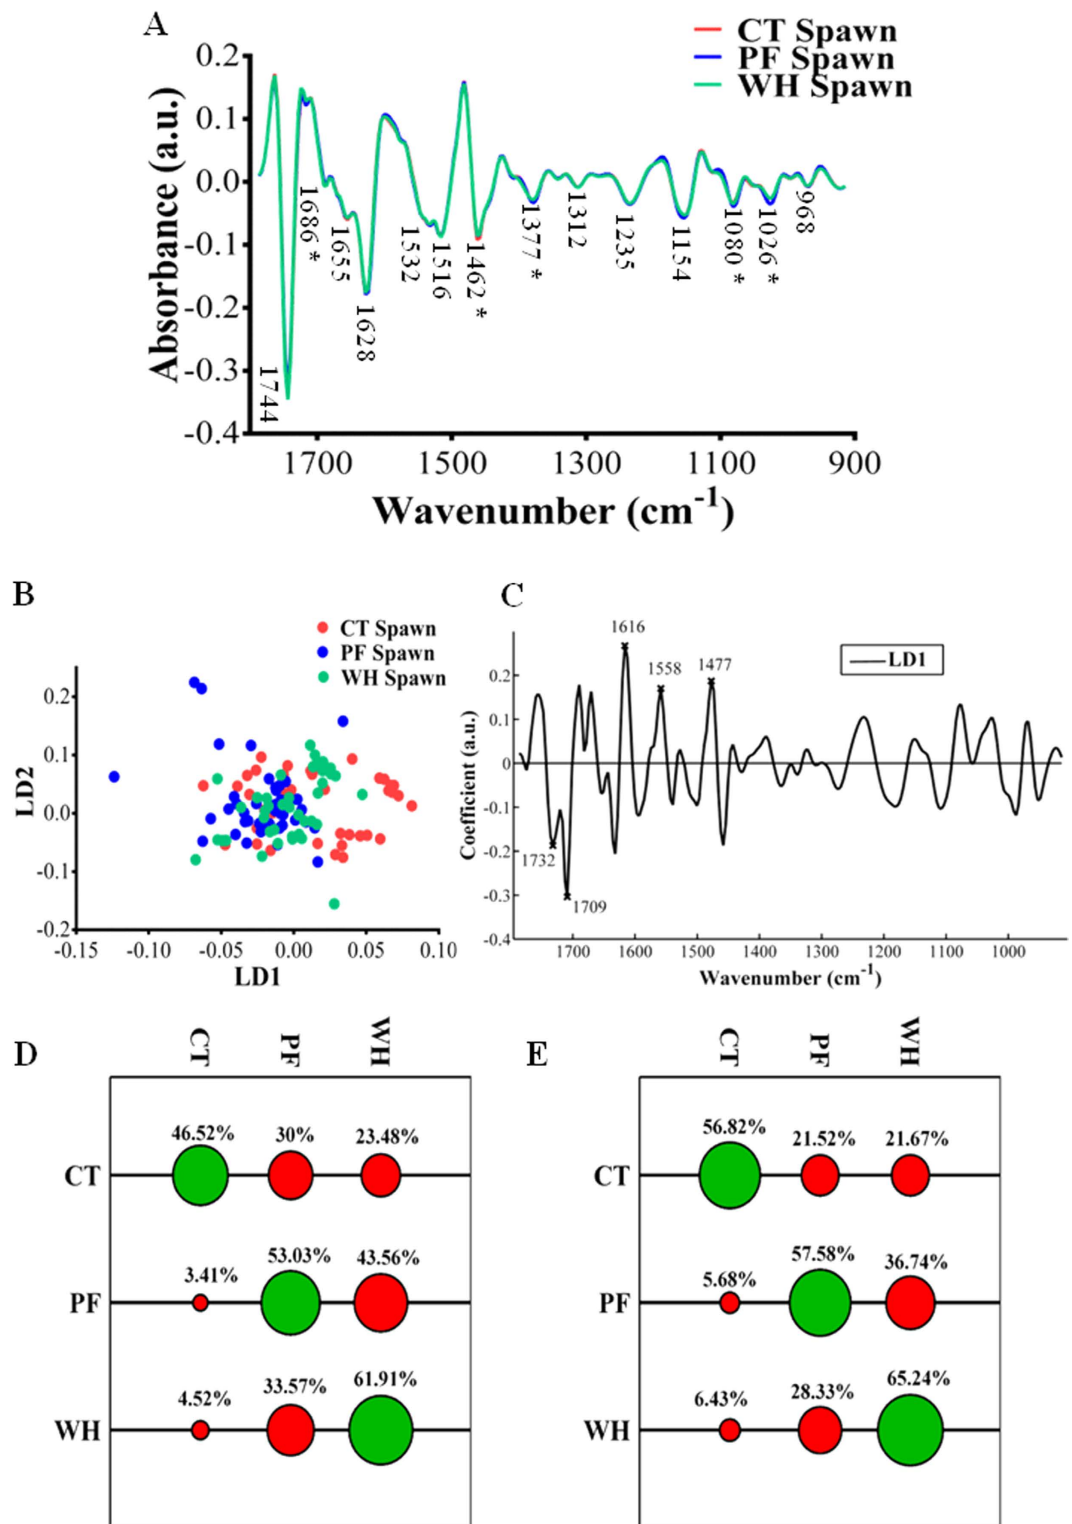 A
CT Spawn
PF Spawn
WH Spawn
0.2
0.1
0.0
-0.1
-0.2
-0.3
-0.4
Absorbance (a.u.)
1744
1686 *
1655
1628
1532
1516
1462 *
1377 *
1312
1235
1154
1080 *
1026 *
968
1700 1500 1300 1100 900
Wavenumber (cm-1)
B
CT Spawn
PF Spawn
WH Spawn
LD2
0.2
0.1
0.0
-0.1
-0.2
-0.15 -0.10 -0.05 0.00 0.05 0.10
LD1
C
1616
1558
1477
LD1
Coefficient (a.u.)
0.2
0.1
0
-0.1
-0.2
-0.3
-0.4
1732
1709
1700 1600 1500 1400 1300 1200 1100 1000
Wavenumber (cm-1)
D
CT PF WH
46.52% 30% 23.48%
CT
3.41% 53.03% 43.56%
PF
4.52% 33.57% 61.91%
WH
E
CT PF WH
56.82% 21.52% 21.67%
CT
5.68% 57.58% 36.74%
PF
6.43% 28.33% 65.24%
WH